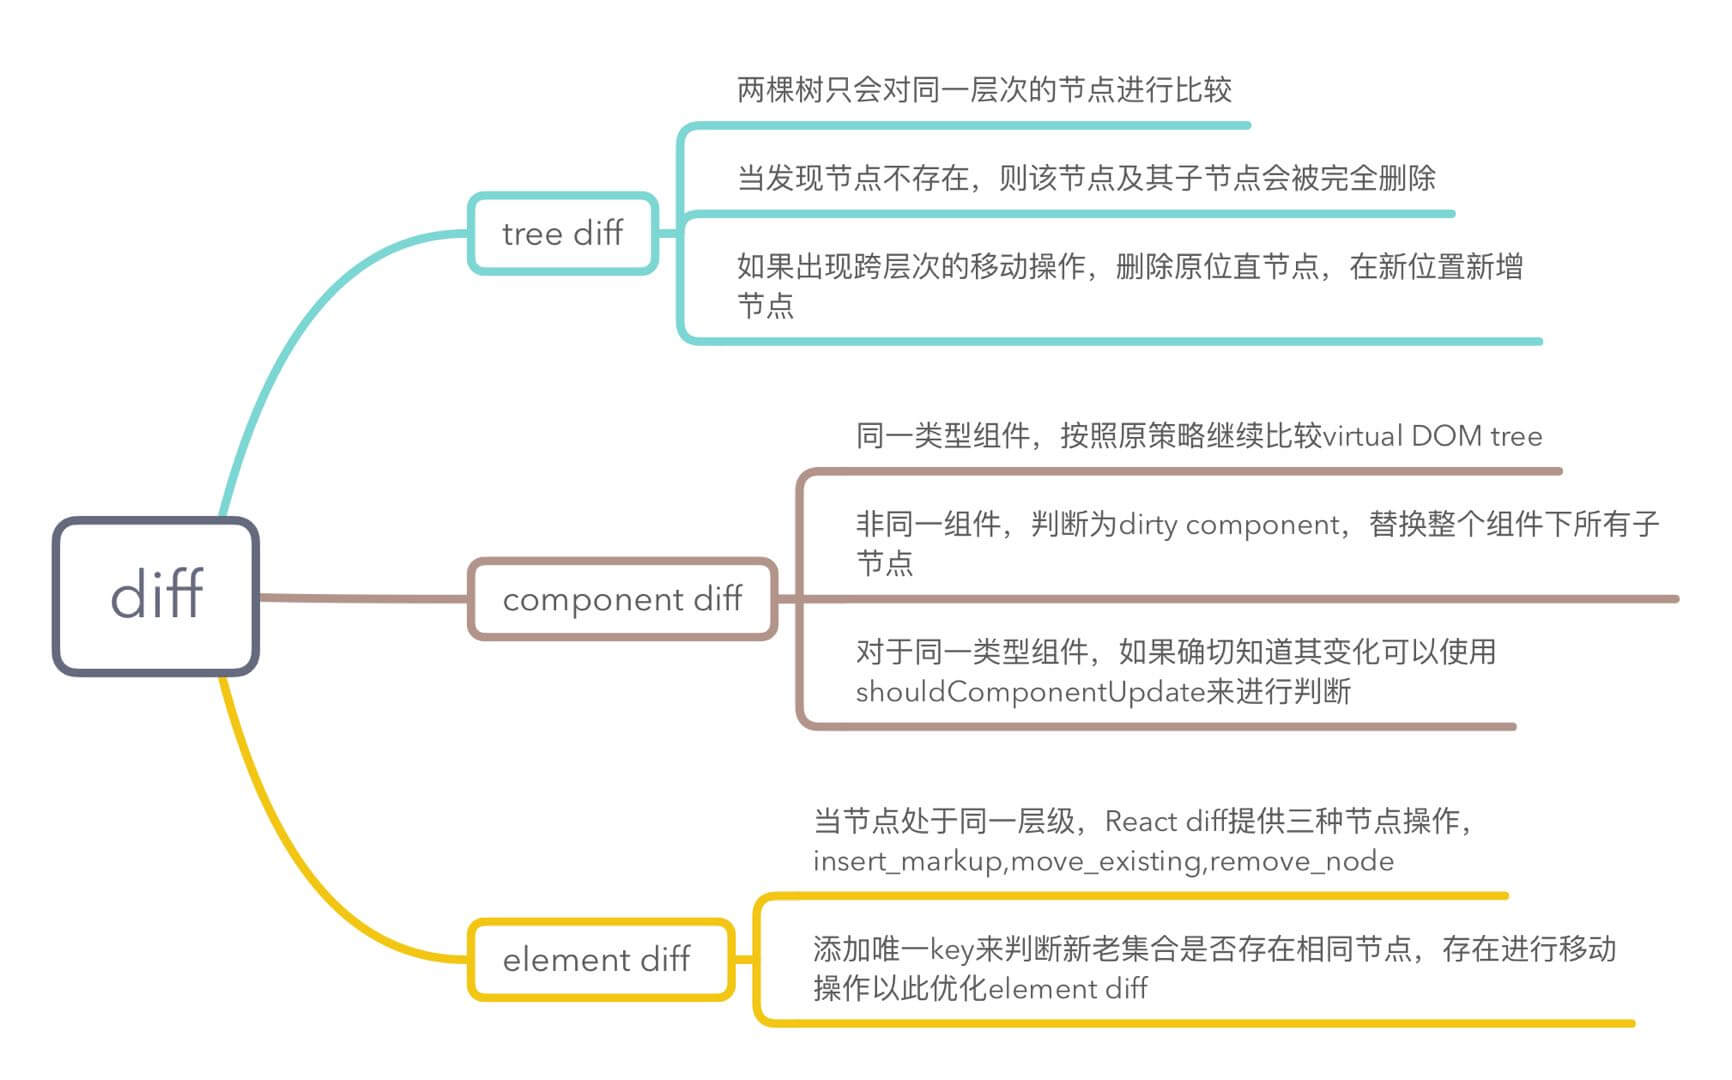 两棵树只会对同一层次的节点进行比较
当发现节点不存在，则该节点及其子节点会被完全删除
tree diff
如果出现跨层次的移动操作，删除原位直节点，在新位置新增
节点
同一类型组件，按照原策略继续比较virtual DOM tree
非同一组件，判断为dirty component，替换整个组件下所有子
节点
diff
component diff
对于同一类型组件，如果确切知道其变化可以使用
shouldComponentUpdate来进行判断
当节点处于同一层级，React diff提供三种节点操作，
insert_markup,move_existing,remove_node
element diff
添加唯一key来判断新老集合是否存在相同节点，存在进行移动
操作以此优化element diff